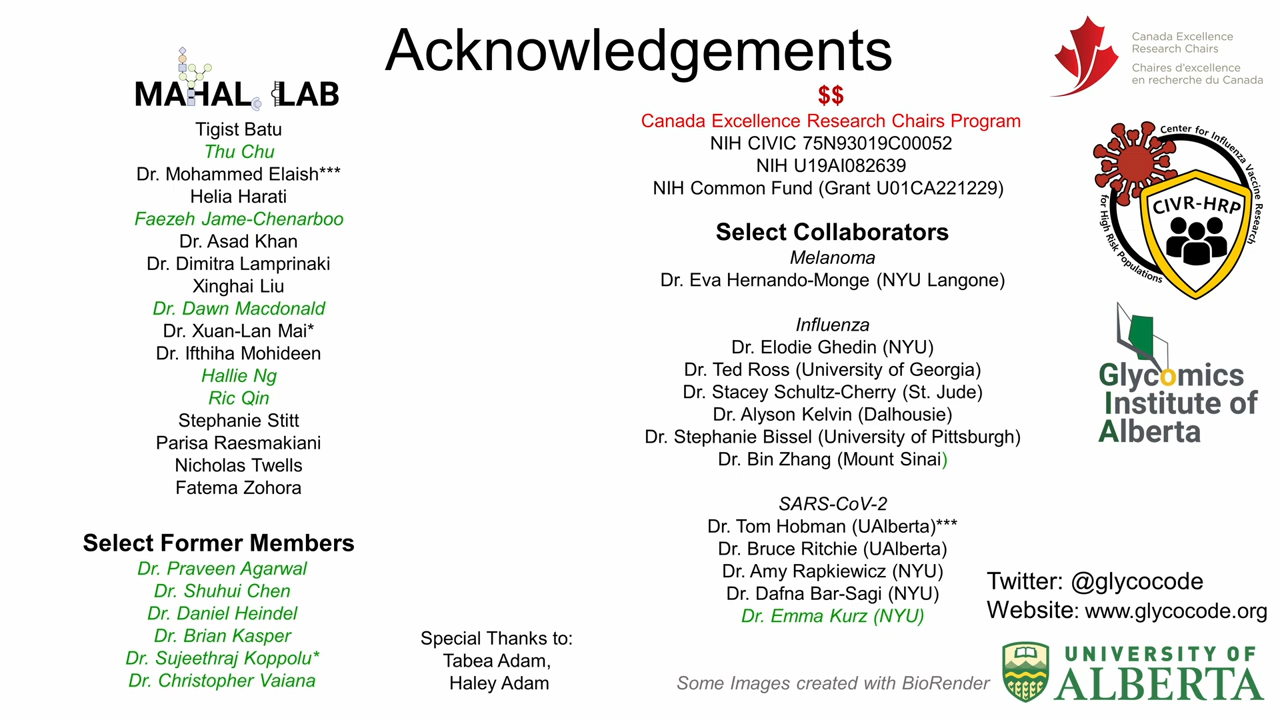 Acknowledgements
MAHAL LAB
Tigist Batu
Thu Chu
Dr. Mohammed Elaish***
Helia Harati
Faezeh Jame-Chenarboo
Dr. Asad Khan
Dr. Dimitra Lamprinaki
Xinghai Liu
Dr. Dawn Macdonald
Dr. Xuan-Lan Mai*
Dr. Ifthiha Mohideen
Hallie Ng
Ric Qin
Stephanie Stitt
Parisa Raesmakiani
Nicholas Twells
Fatema Zohora
Select Former Members
Dr. Praveen Agarwal
Dr. Shuhui Chen
Dr. Daniel Heindel
Dr. Brian Kasper
Dr. Sujeethraj Koppolu*
Dr. Christopher Vaiana
Special Thanks to:
Tabea Adam,
Haley Adam
$$
Canada Excellence Research Chairs Program
NIH CIVIC 75N93019C00052
NIH U19AI082639
NIH Common Fund (Grant U01CA221229)
Select Collaborators
Melanoma
Dr. Eva Hernando-Monge (NYU Langone)
Influenza
Dr. Elodie Ghedin (NYU)
Dr. Ted Ross (University of Georgia)
Dr. Stacey Schultz-Cherry (St. Jude)
Dr. Alyson Kelvin (Dalhousie)
Dr. Stephanie Bissel (University of Pittsburgh)
Dr. Bin Zhang (Mount Sinai)
SARS-CoV-2
Dr. Tom Hobman (UAlberta)***
Dr. Bruce Ritchie (UAlberta)
Dr. Amy Rapkiewicz (NYU)
Dr. Dafna Bar-Sagi (NYU)
Dr. Emma Kurz (NYU)
Some Images created with BioRender
Canada Excellence
Research Chairs
Chaires d'excellence
en recherche du Canada
Center for Influenza Vaccine Research
for High Risk Populations
CIVR-HRP
Glycomics
Institute of
Alberta
Twitter: @glycocode
Website: www.glycocode.org
UNIVERSITY OF
ALBERTA